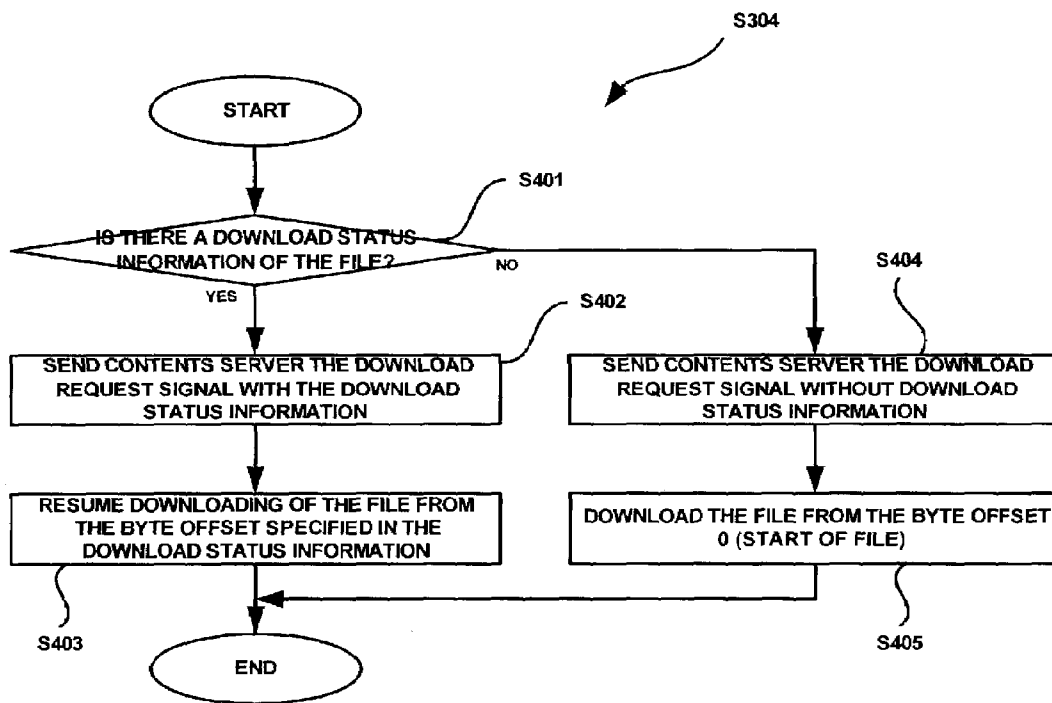 S304
START
S401
IS THERE A DOWNLOAD STATUS
INFORMATION OF THE FILE?
NO
YES
S402
S404
SEND CONTENTS SERVER THE DOWNLOAD
REQUEST SIGNAL WITH THE DOWNLOAD
STATUS INFORMATION
SEND CONTENTS SERVER THE DOWNLOAD
REQUEST SIGNAL WITHOUT DOWNLOAD
STATUS INFORMATION
RESUME DOWNLOADING OF THE FILE FROM
THE BYTE OFFSET SPECIFIED IN THE
DOWNLOAD STATUS INFORMATION
DOWNLOAD THE FILE FROM THE BYTE OFFSET
0 (START OF FILE)
S403
S405
END